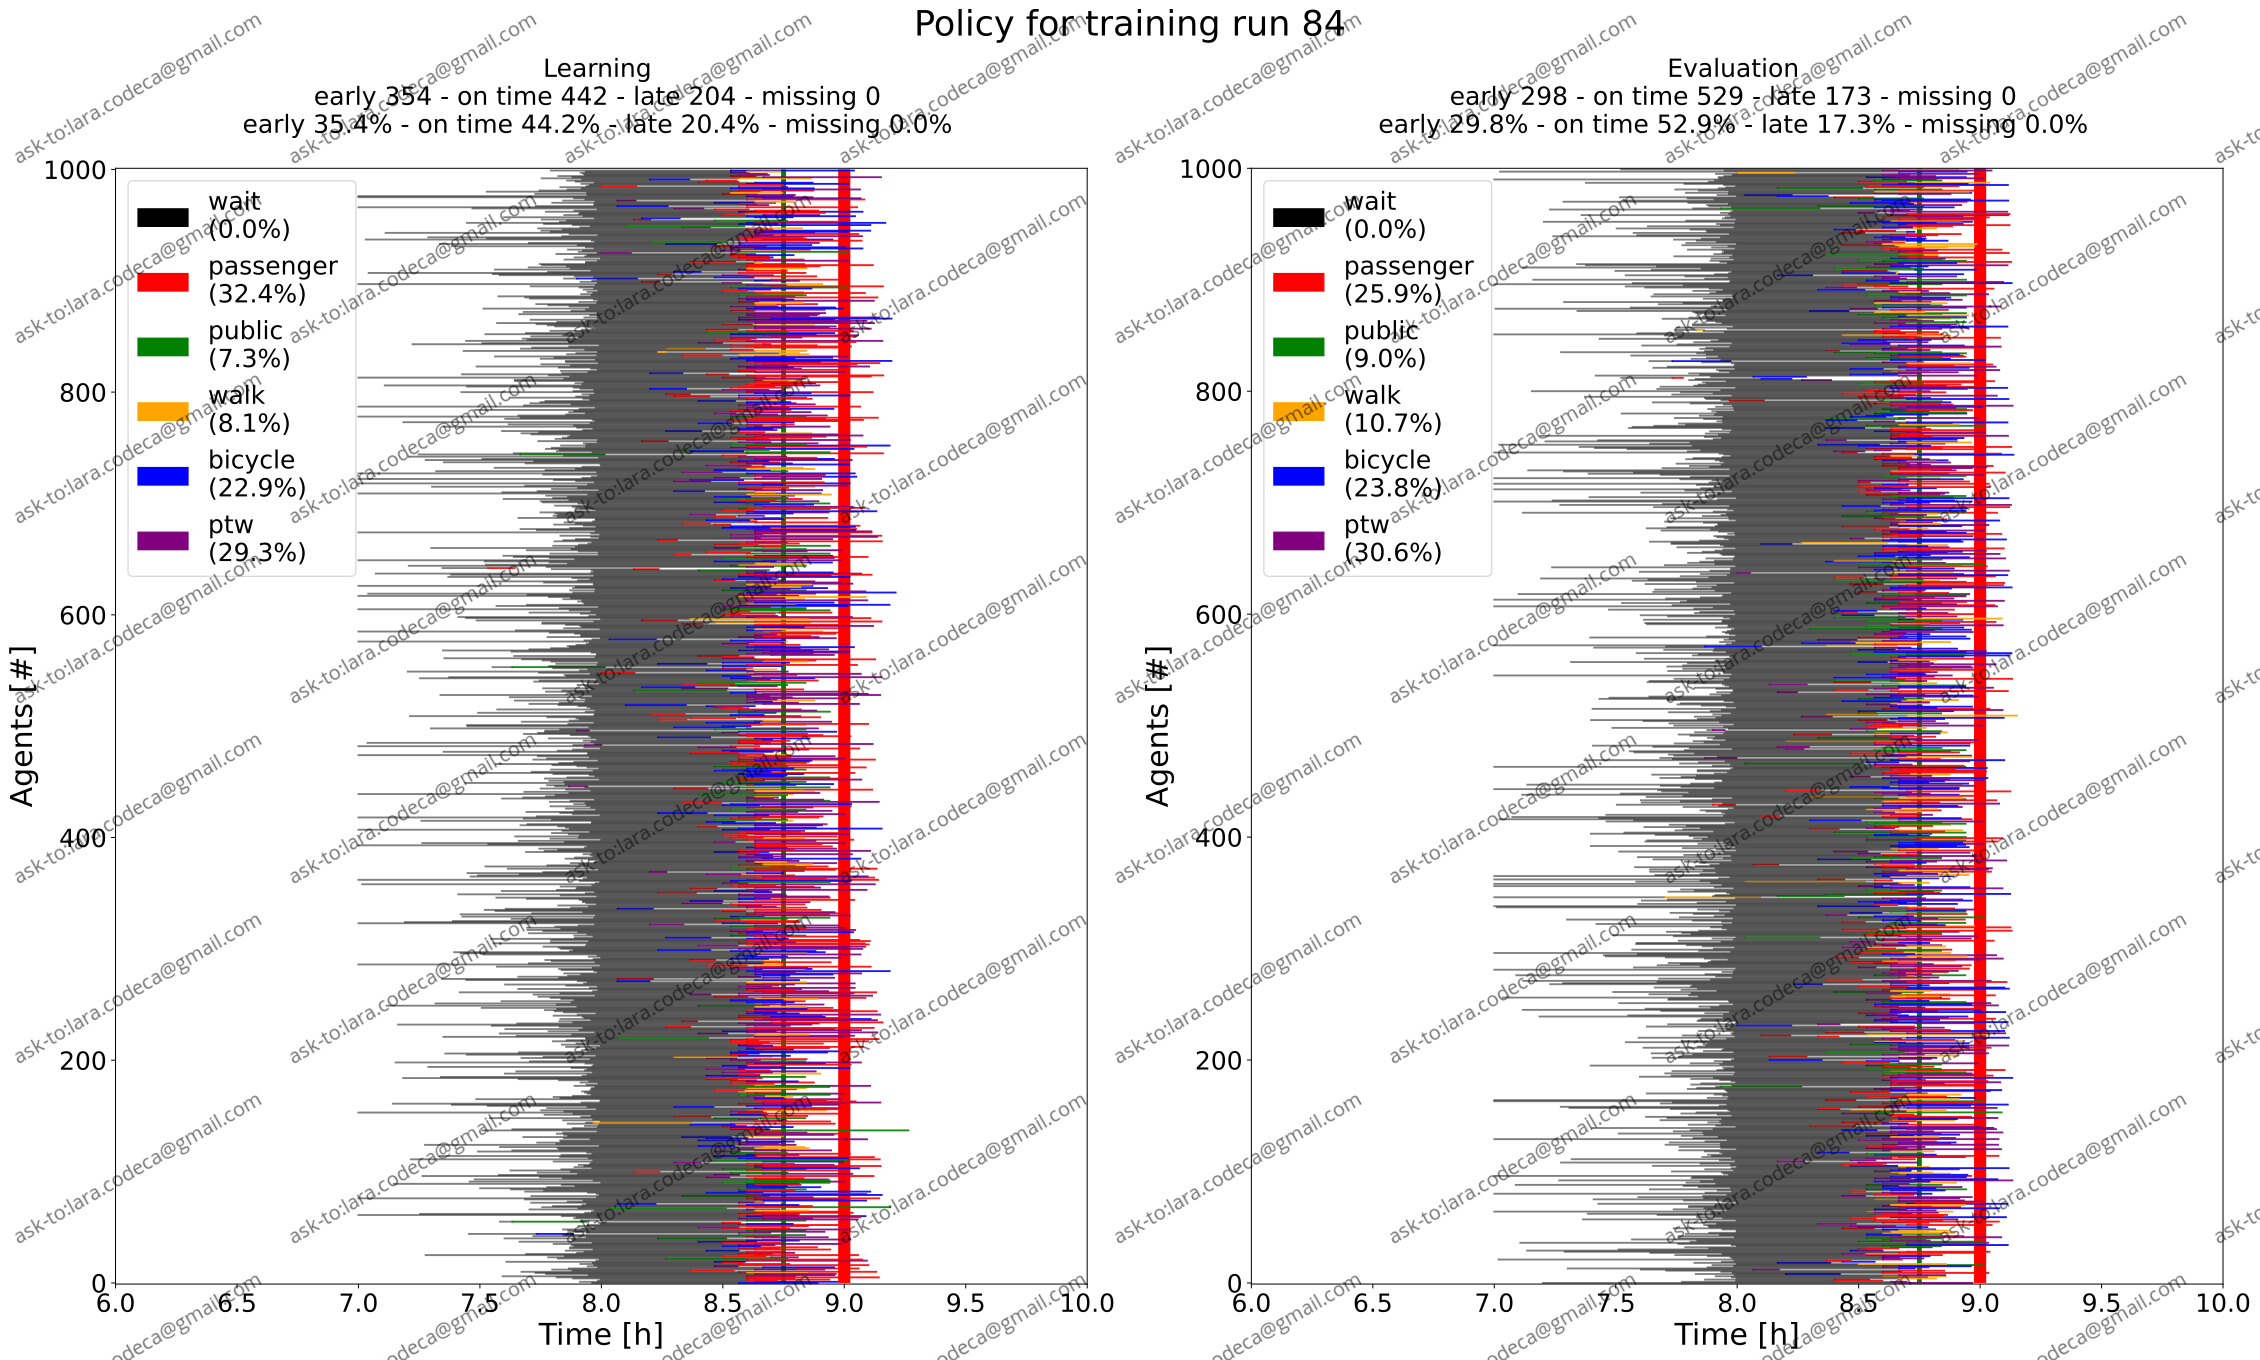 Policy for training run 84
Learning
early 354 - on time 442 - late 204 - missing 0
early 35.4% - on time 44.2% - late 20.4% - missing 0.0%
1000
800
600
400
200
0
Agents [#]
wait
(0.0%)
passenger
(32.4%)
public
(7.3%)
walk
(8.1%)
bicycle
(22.9%)
ptw
(29.3%)
6.0 6.5 7.0 7.5 8.0 8.5 9.0 9.5 10.0
Time [h]
Evaluation
early 298 - on time 529 - late 173 - missing 0
early 29.8% - on time 52.9% - late 17.3% - missing 0.0%
1000
800
600
400
200
0
Agents [#]
wait
(0.0%)
passenger
(25.9%)
public
(9.0%)
walk
(10.7%)
bicycle
(23.8%)
ptw
(30.6%)
6.0 6.5 7.0 7.5 8.0 8.5 9.0 9.5 10.0
Time [h]
ask-to:lara.codeca@gmail.com